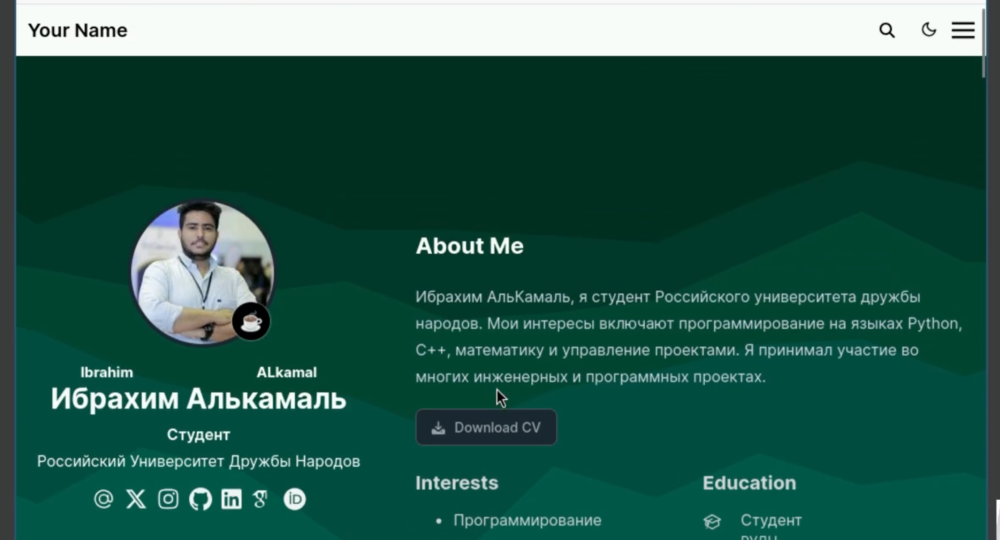 Your Name
Ibrahim ALkamal
Ибрахим Алькамаль
Студент
Российский Университет Дружбы Народов
About Me
Ибрахим АльКамаль, я студент Российского университета дружбы
народов. Мои интересы включают программирование на языках Python,
C++, математику и управление проектами. Я принимал участие во
многих инженерных и программных проектах.
Download CV
Interests
Программирование
Education
Студент